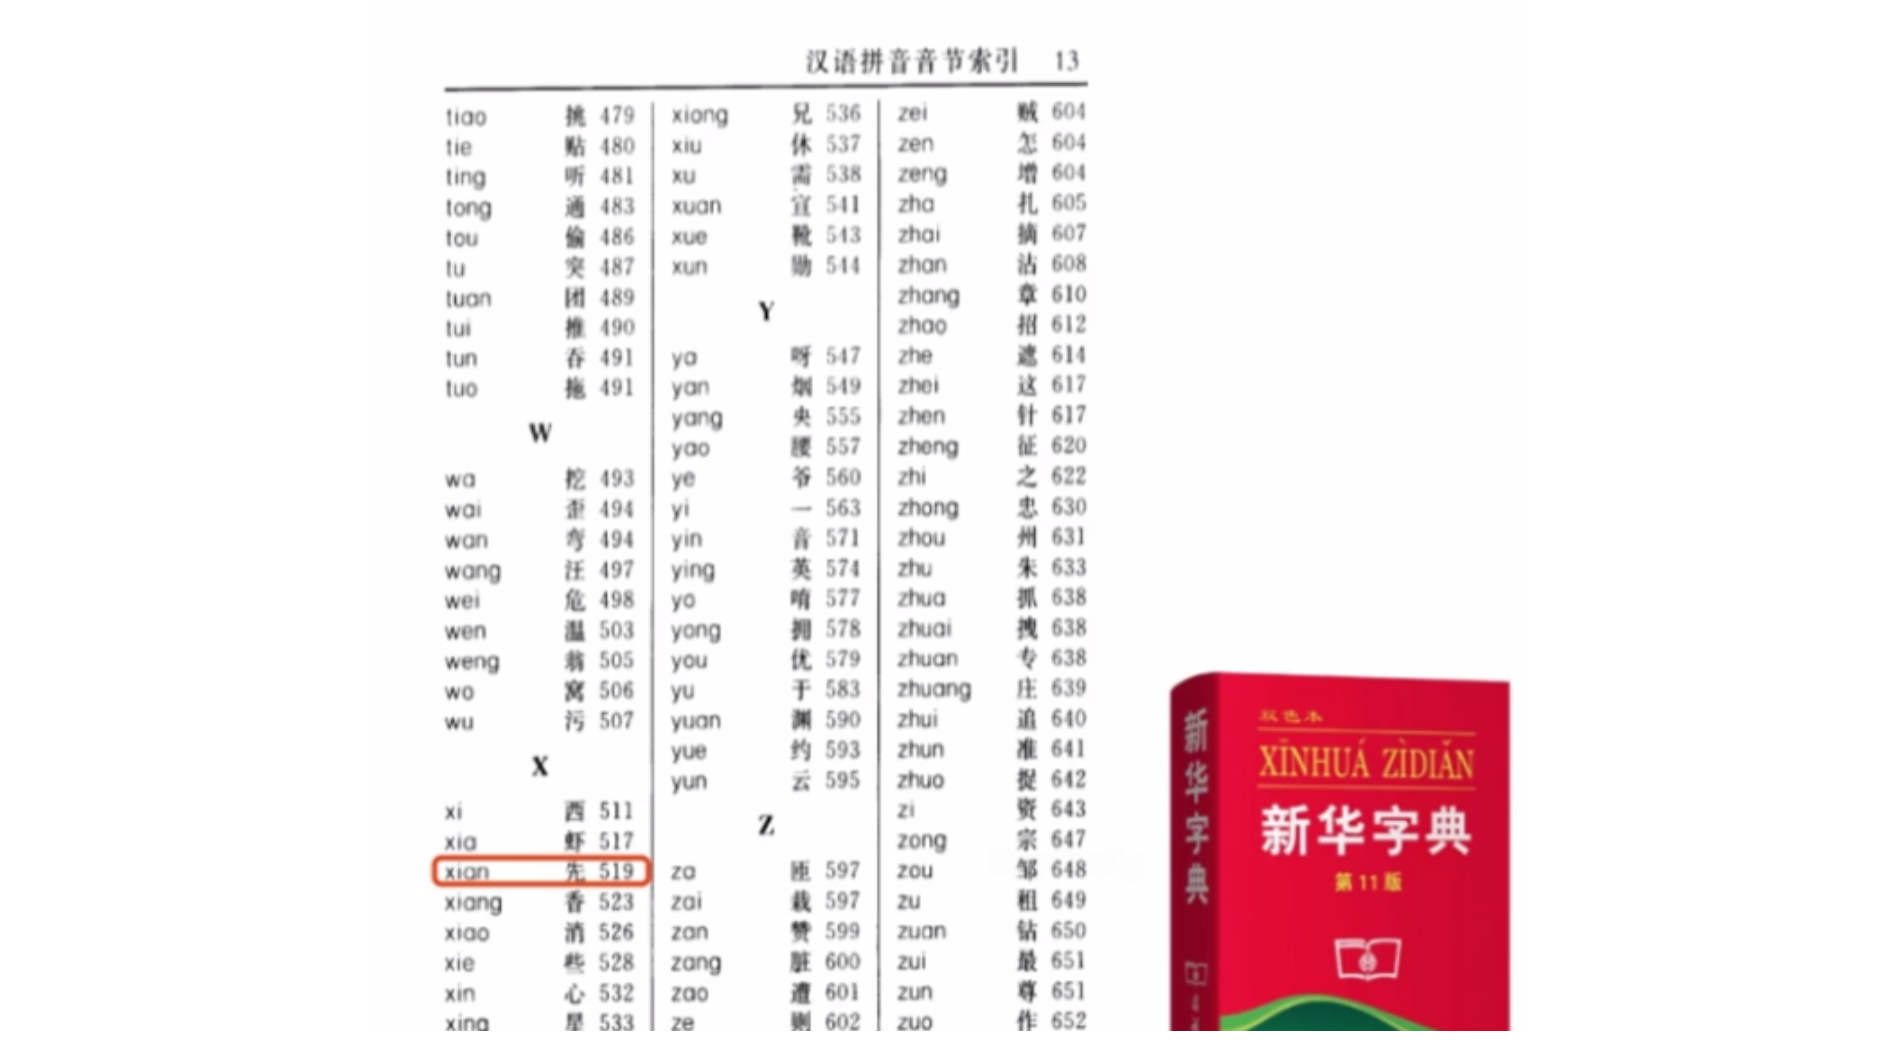 汉语拼音音节索引 13
tiao 挑 479
tie 贴 480
ting 听 481
tong 通 483
tou 偷 486
tu 突 487
tuan 团 489
tui 推 490
tun 吞 491
tuo 拖 491
W
wa 挖 493
wai 歪 494
wan 弯 494
wang 汪 497
wei 危 498
wen 温 503
weng 翁 505
wo 窝 506
wu 污 507
X
xi 西 511
xia 虾 517
xian 先 519
xiang 香 523
xiao 消 526
xie 些 528
xin 心 532
xing 星 533
xiong 兄 536
xiu 休 537
xu 需 538
xuan 宣 541
xue 靴 543
xun 勋 544
Y
ya 呀 547
yan 烟 549
yang 央 555
yao 腰 557
ye 爷 560
yi 一 563
yin 音 571
ying 英 574
yo 唷 577
yong 拥 578
you 优 579
yu 于 583
yuan 渊 590
yue 约 593
yun 云 595
Z
za 匝 597
zai 栽 597
zan 赞 599
zang 脏 600
zao 遭 601
ze 则 602
zei 贼 604
zen 怎 604
zeng 增 604
zha 扎 605
zhai 摘 607
zhan 沾 608
zhang 章 610
zhao 招 612
zhe 遮 614
zhei 这 617
zhen 针 617
zheng 征 620
zhi 之 622
zhong 忠 630
zhou 州 631
zhu 朱 633
zhua 抓 638
zhuai 拽 638
zhuan 专 638
zhuang 庄 639
zhui 追 640
zhun 准 641
zhuo 捉 642
zi 资 643
zong 宗 647
zou 邹 648
zu 租 649
zuan 钻 650
zui 最 651
zun 尊 651
zuo 作 652
新华字典
双色本
XĪNHUÁ ZÌDIǍN
新华字典
第11版